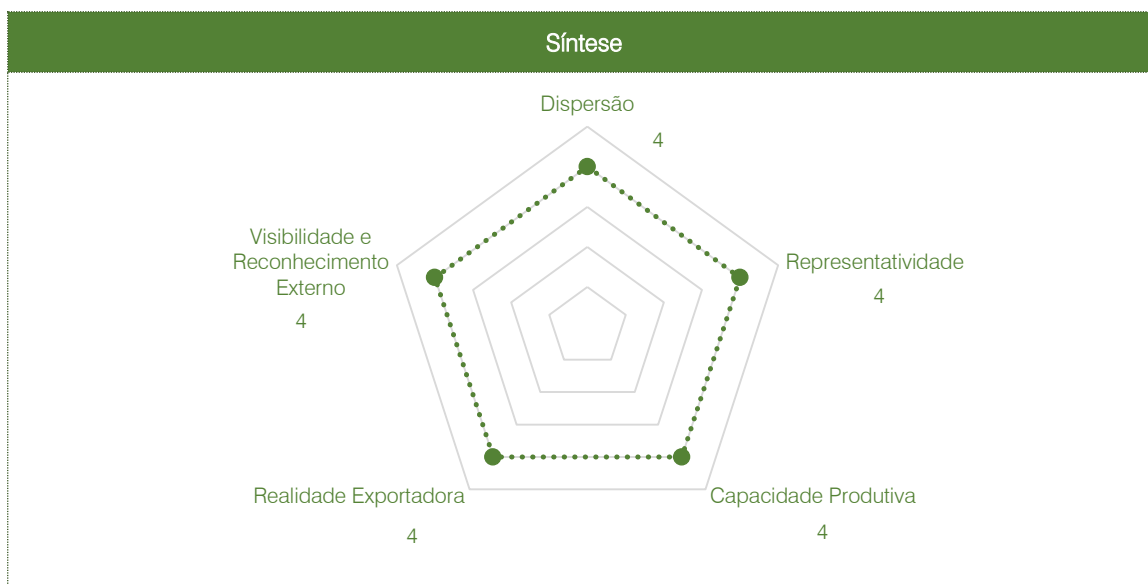 Síntese
Dispersão
4
Visibilidade e
Reconhecimento
Externo
4
Representatividade
4
Realidade Exportadora
4
Capacidade Produtiva
4